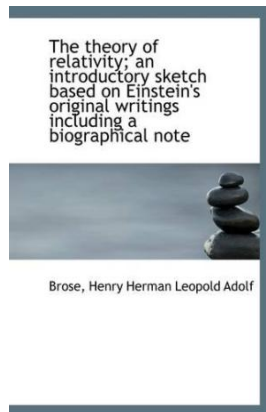 The theory of
relativity; an
introductory sketch
based on Einstein's
original writings
including a
biographical note
Brose, Henry Herman Leopold Adolf